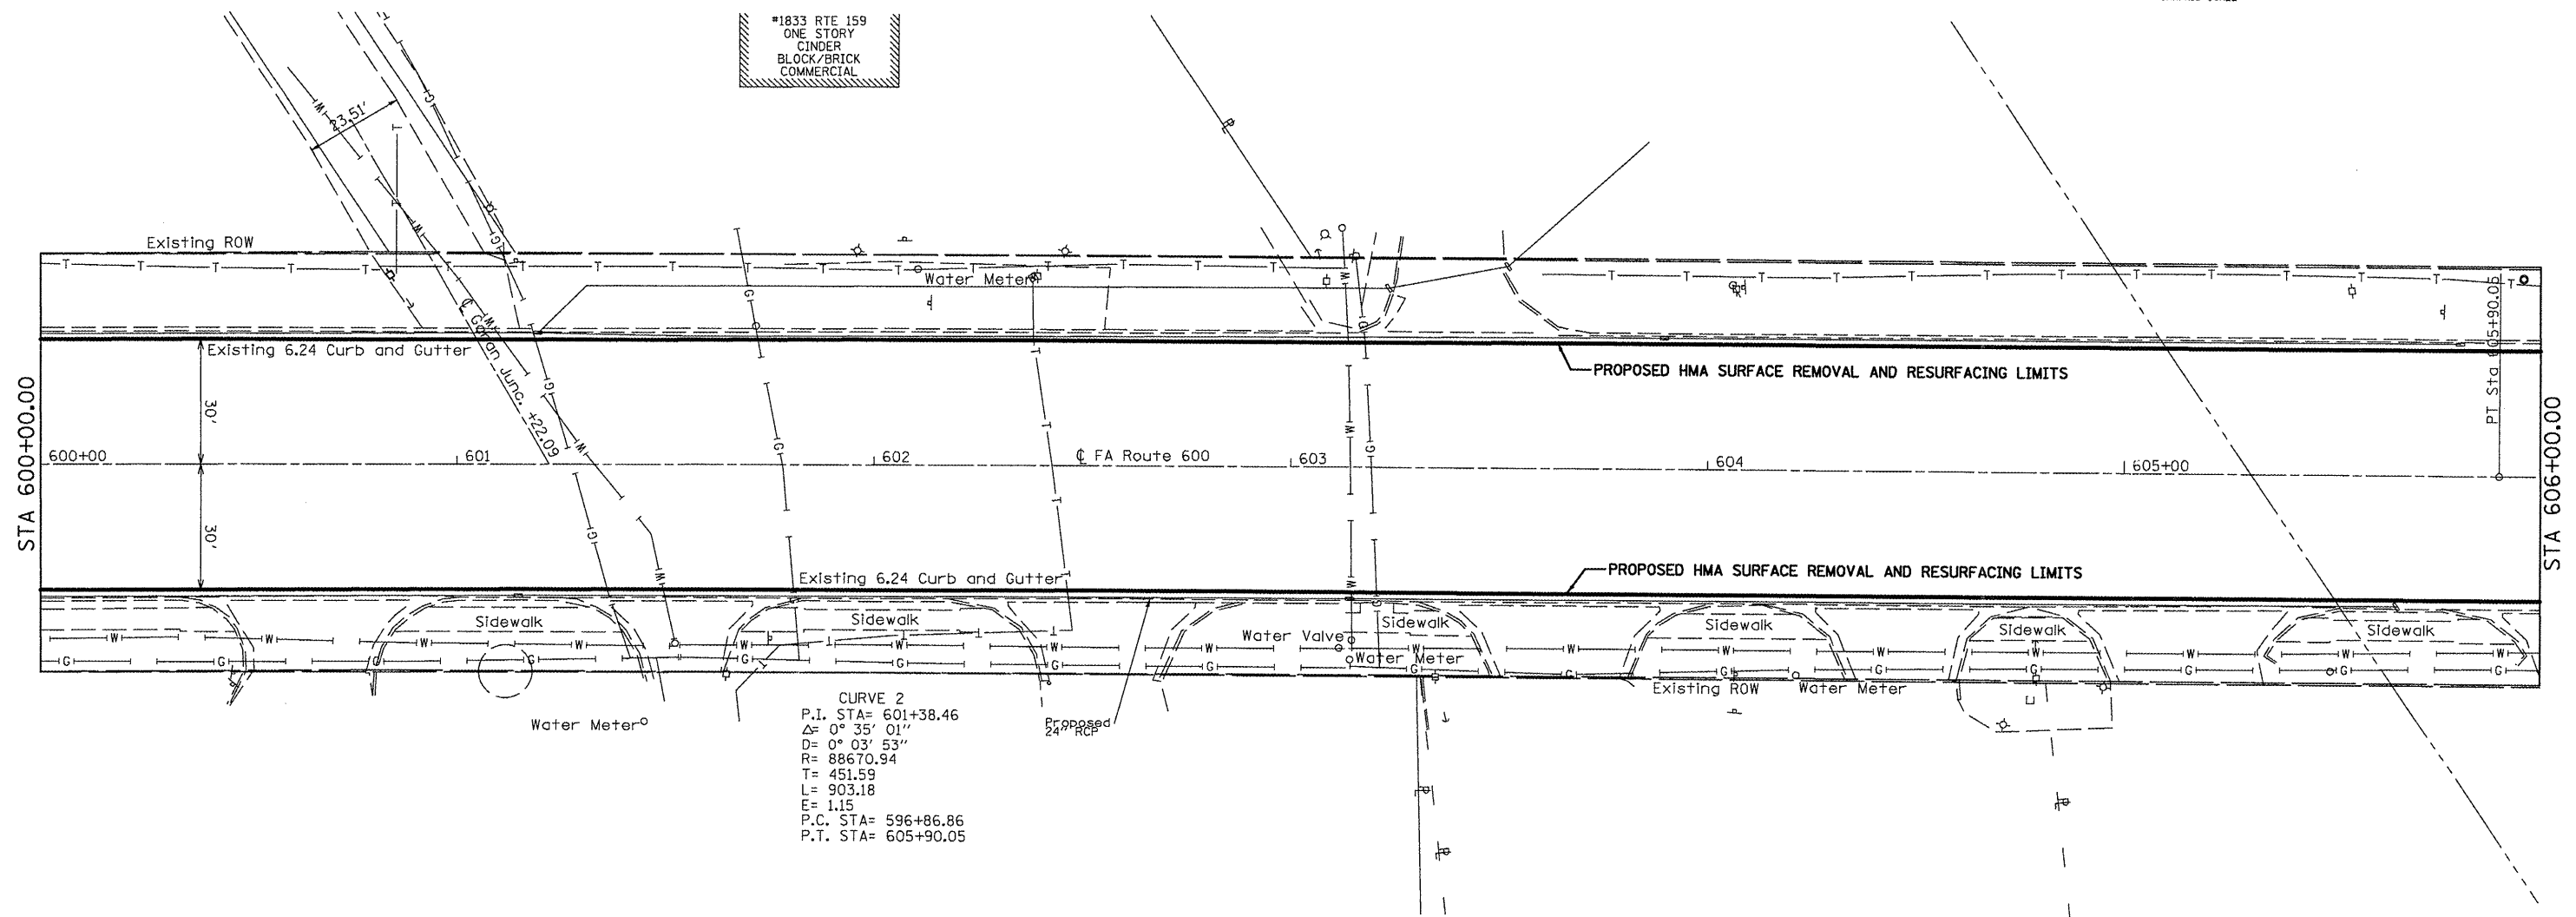 #1833 RTE 159
ONE STORY
CINDER
BLOCK/BRICK
COMMERCIAL
23.51'
Existing ROW
Water Meter
Existing 6.24 Curb and Gutter
℄ Goran Junc. +22.09
PROPOSED HMA SURFACE REMOVAL AND RESURFACING LIMITS
PT Sta 605+90.05
STA 600+00.00
STA 606+00.00
30'
30'
600+00
601
602
℄ FA Route 600
603
604
605+00
PROPOSED HMA SURFACE REMOVAL AND RESURFACING LIMITS
Existing 6.24 Curb and Gutter
Sidewalk
Sidewalk
Sidewalk
Sidewalk
Sidewalk
Sidewalk
Water Valve
Water Meter
Existing ROW
Water Meter
Water Meter
Proposed
24" RCP
CURVE 2
P.I. STA= 601+38.46
Δ= 0° 35' 01"
D= 0° 03' 53"
R= 88670.94
T= 451.59
L= 903.18
E= 1.15
P.C. STA= 596+86.86
P.T. STA= 605+90.05